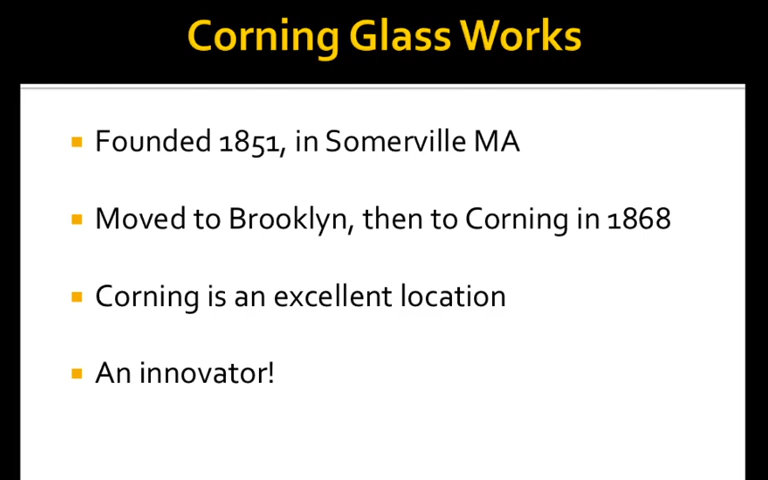 Corning Glass Works
Founded 1851, in Somerville MA
Moved to Brooklyn, then to Corning in 1868
Corning is an excellent location
An innovator!